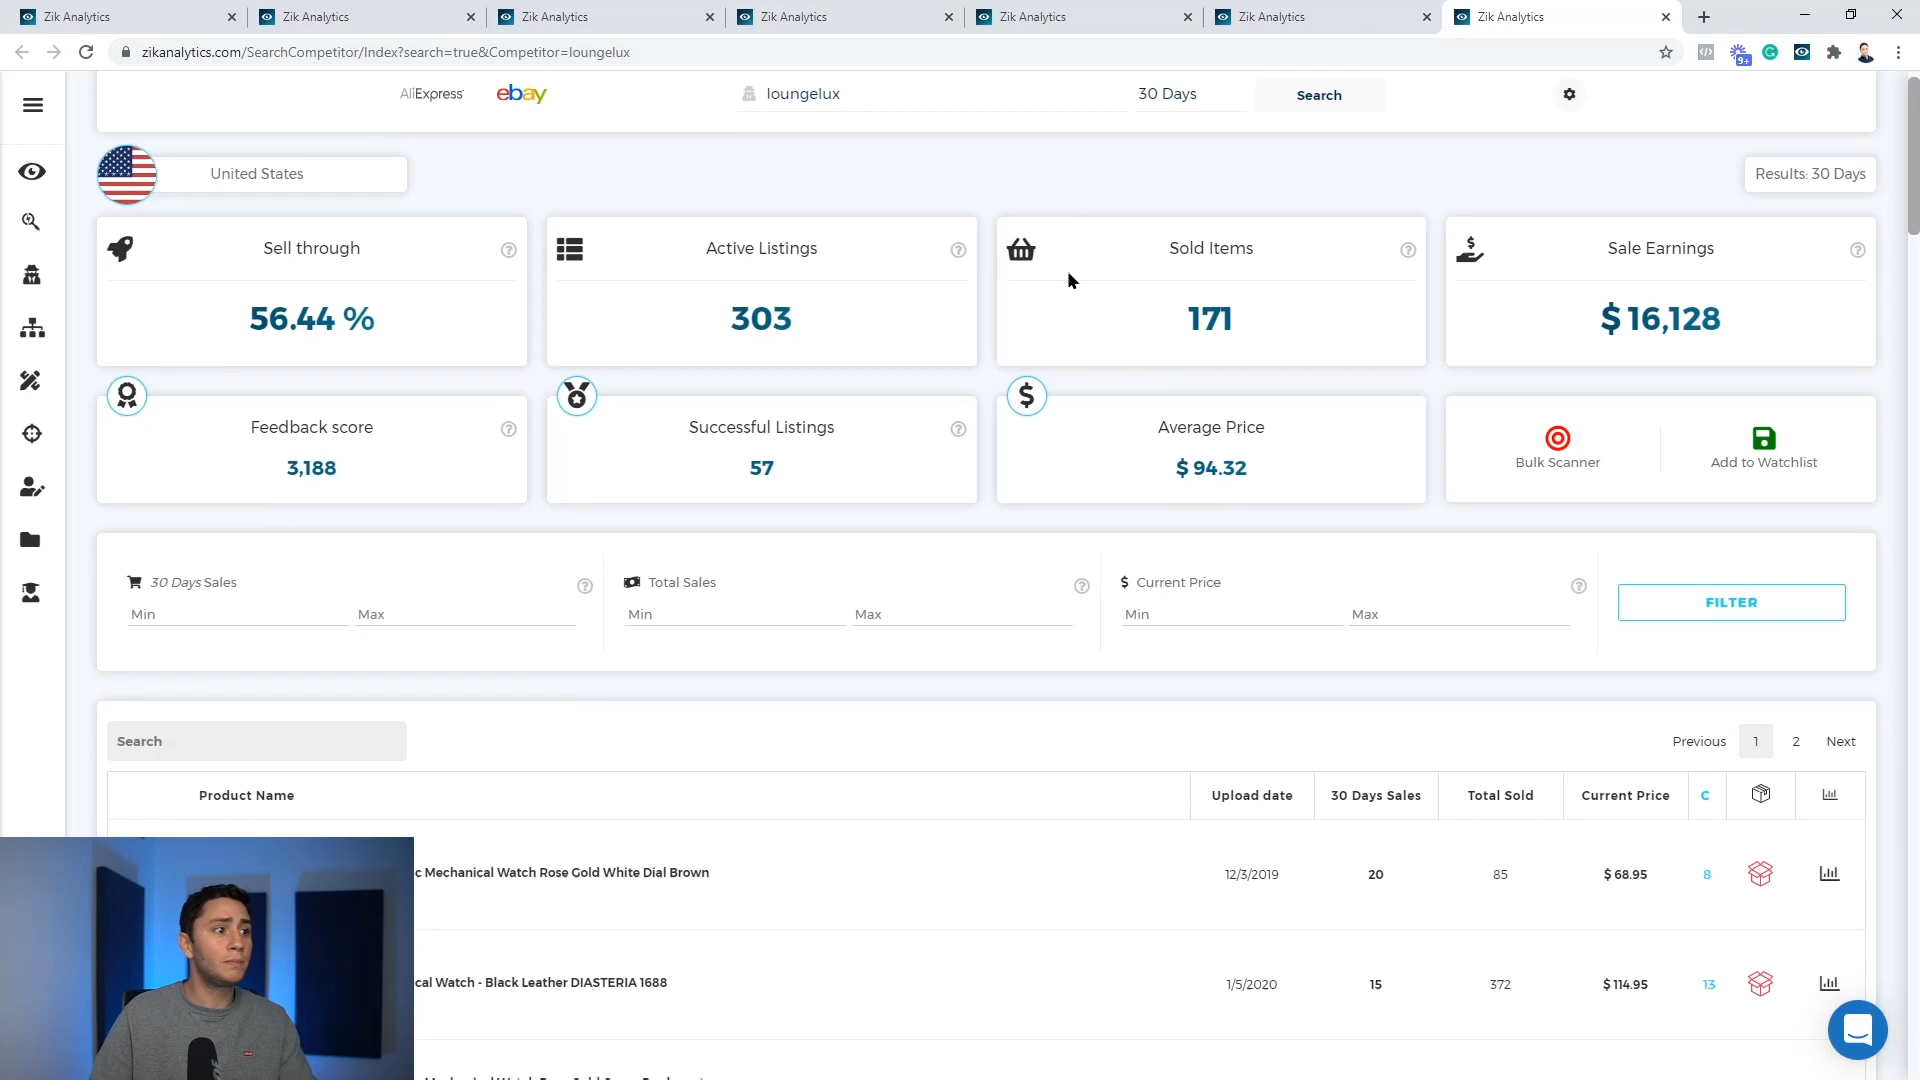 Zik Analytics Zik Analytics Zik Analytics Zik Analytics Zik Analytics Zik Analytics Zik Analytics
zikanalytics.com/SearchCompetitor/Index?search=true&Competitor=loungelux
9+
AliExpress ebay loungelux 30 Days Search
United States Results: 30 Days
Sell through Active Listings Sold Items Sale Earnings
56.44 % 303 171 $ 16,128
Feedback score Successful Listings Average Price
3,188 57 $ 94.32
Bulk Scanner Add to Watchlist
30 Days Sales Total Sales $ Current Price
Min Max Min Max Min Max
FILTER
Search Previous 1 2 Next
Product Name Upload date 30 Days Sales Total Sold Current Price C
c Mechanical Watch Rose Gold White Dial Brown 12/3/2019 20 85 $ 68.95 8
cal Watch - Black Leather DIASTERIA 1688 1/5/2020 15 372 $ 114.95 13